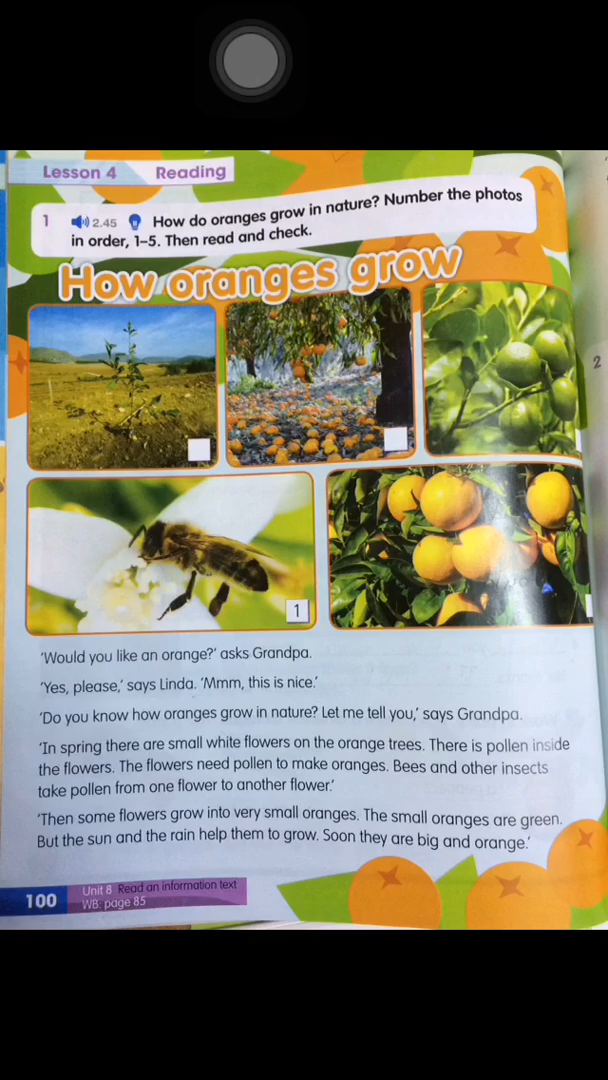 Lesson 4 Reading
1 2.45 How do oranges grow in nature? Number the photos
in order, 1–5. Then read and check.
How oranges grow
1
2
'Would you like an orange?' asks Grandpa.
'Yes, please,' says Linda. 'Mmm, this is nice.'
'Do you know how oranges grow in nature? Let me tell you,' says Grandpa.
'In spring there are small white flowers on the orange trees. There is pollen inside
the flowers. The flowers need pollen to make oranges. Bees and other insects
take pollen from one flower to another flower.'
'Then some flowers grow into very small oranges. The small oranges are green.
But the sun and the rain help them to grow. Soon they are big and orange.'
100 Unit 8 Read an information text
WB: page 85